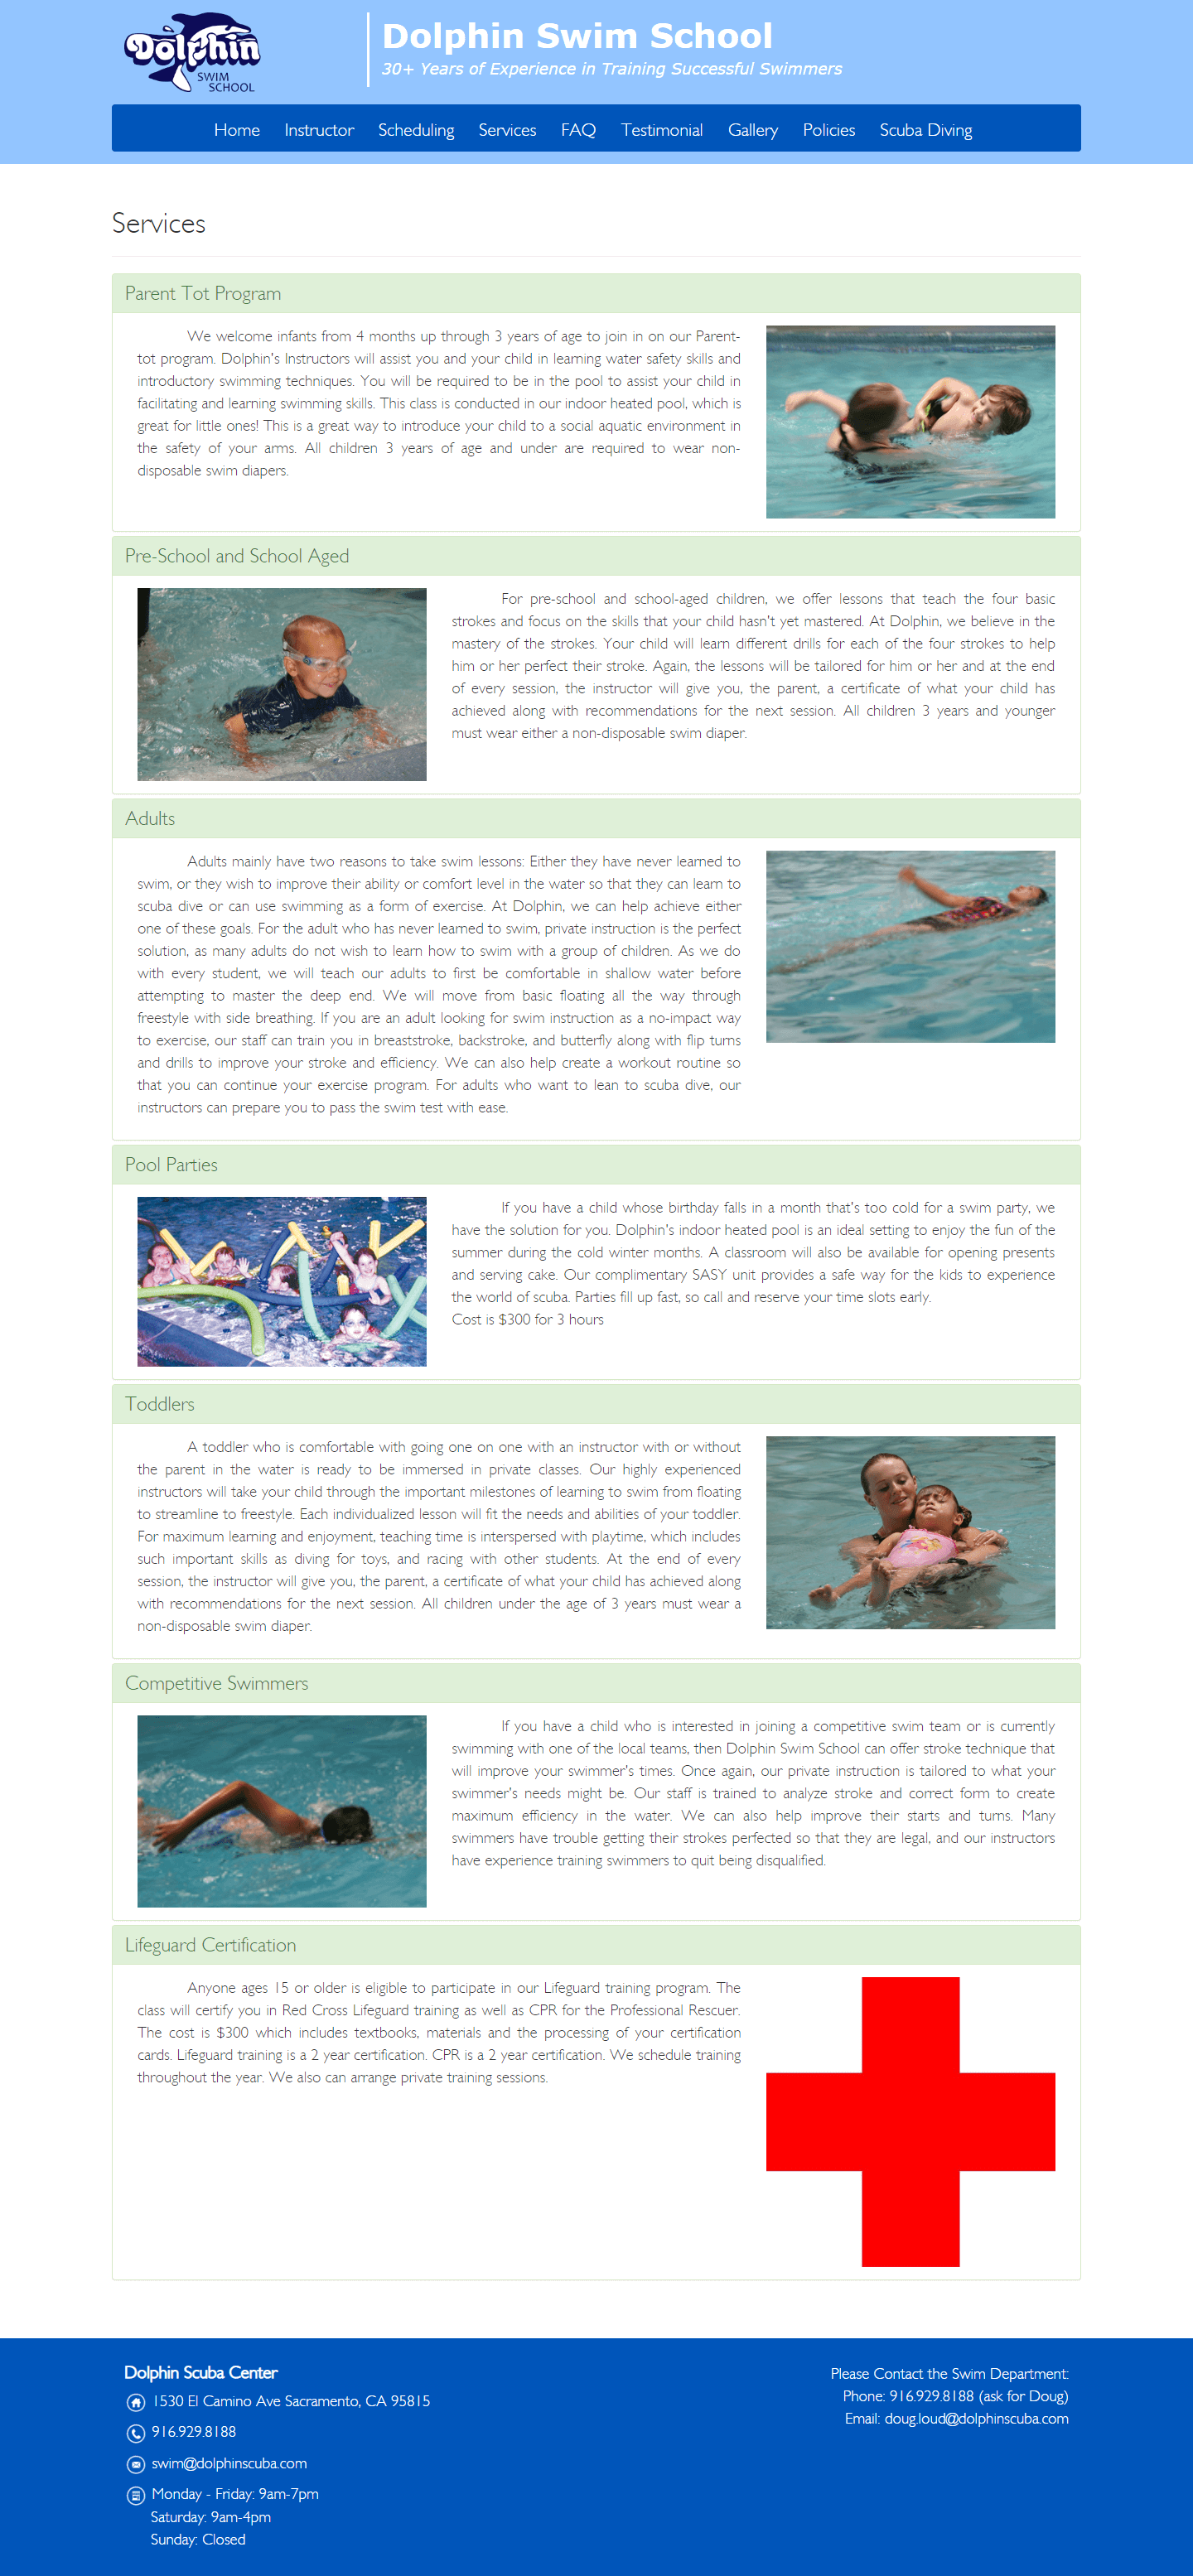 Dolphin
SWIM
SCHOOL
Dolphin Swim School
30+ Years of Experience in Training Successful Swimmers
Home Instructor Scheduling Services FAQ Testimonial Gallery Policies Scuba Diving
Services
Parent Tot Program
We welcome infants from 4 months up through 3 years of age to join in on our Parent-
tot program. Dolphin's Instructors will assist you and your child in learning water safety skills and
introductory swimming techniques. You will be required to be in the pool to assist your child in
facilitating and learning swimming skills. This class is conducted in our indoor heated pool, which is
great for little ones! This is a great way to introduce your child to a social aquatic environment in
the safety of your arms. All children 3 years of age and under are required to wear non-
disposable swim diapers.
Pre-School and School Aged
For pre-school and school-aged children, we offer lessons that teach the four basic
strokes and focus on the skills that your child hasn't yet mastered. At Dolphin, we believe in the
mastery of the strokes. Your child will learn different drills for each of the four strokes to help
him or her perfect their stroke. Again, the lessons will be tailored for him or her and at the end
of every session, the instructor will give you, the parent, a certificate of what your child has
achieved along with recommendations for the next session. All children 3 years and younger
must wear either a non-disposable swim diaper.
Adults
Adults mainly have two reasons to take swim lessons: Either they have never learned to
swim, or they wish to improve their ability or comfort level in the water so that they can learn to
scuba dive or can use swimming as a form of exercise. At Dolphin, we can help achieve either
one of these goals. For the adult who has never learned to swim, private instruction is the perfect
solution, as many adults do not wish to learn how to swim with a group of children. As we do
with every student, we will teach our adults to first be comfortable in shallow water before
attempting to master the deep end. We will move from basic floating all the way through
freestyle with side breathing. If you are an adult looking for swim instruction as a no-impact way
to exercise, our staff can train you in breaststroke, backstroke, and butterfly along with flip turns
and drills to improve your stroke and efficiency. We can also help create a workout routine so
that you can continue your exercise program. For adults who want to lean to scuba dive, our
instructors can prepare you to pass the swim test with ease.
Pool Parties
If you have a child whose birthday falls in a month that's too cold for a swim party, we
have the solution for you. Dolphin's indoor heated pool is an ideal setting to enjoy the fun of the
summer during the cold winter months. A classroom will also be available for opening presents
and serving cake. Our complimentary SASY unit provides a safe way for the kids to experience
the world of scuba. Parties fill up fast, so call and reserve your time slots early.
Cost is $300 for 3 hours
Toddlers
A toddler who is comfortable with going one on one with an instructor with or without
the parent in the water is ready to be immersed in private classes. Our highly experienced
instructors will take your child through the important milestones of learning to swim from floating
to streamline to freestyle. Each individualized lesson will fit the needs and abilities of your toddler.
For maximum learning and enjoyment, teaching time is interspersed with playtime, which includes
such important skills as diving for toys, and racing with other students. At the end of every
session, the instructor will give you, the parent, a certificate of what your child has achieved along
with recommendations for the next session. All children under the age of 3 years must wear a
non-disposable swim diaper.
Competitive Swimmers
If you have a child who is interested in joining a competitive swim team or is currently
swimming with one of the local teams, then Dolphin Swim School can offer stroke technique that
will improve your swimmer's times. Once again, our private instruction is tailored to what your
swimmer's needs might be. Our staff is trained to analyze stroke and correct form to create
maximum efficiency in the water. We can also help improve their starts and turns. Many
swimmers have trouble getting their strokes perfected so that they are legal, and our instructors
have experience training swimmers to quit being disqualified.
Lifeguard Certification
Anyone ages 15 or older is eligible to participate in our Lifeguard training program. The
class will certify you in Red Cross Lifeguard training as well as CPR for the Professional Rescuer.
The cost is $300 which includes textbooks, materials and the processing of your certification
cards. Lifeguard training is a 2 year certification. CPR is a 2 year certification. We schedule training
throughout the year. We also can arrange private training sessions.
Dolphin Scuba Center
1530 El Camino Ave Sacramento, CA 95815
916.929.8188
swim@dolphinscuba.com
Monday - Friday: 9am-7pm
Saturday: 9am-4pm
Sunday: Closed
Please Contact the Swim Department:
Phone: 916.929.8188 (ask for Doug)
Email: doug.loud@dolphinscuba.com